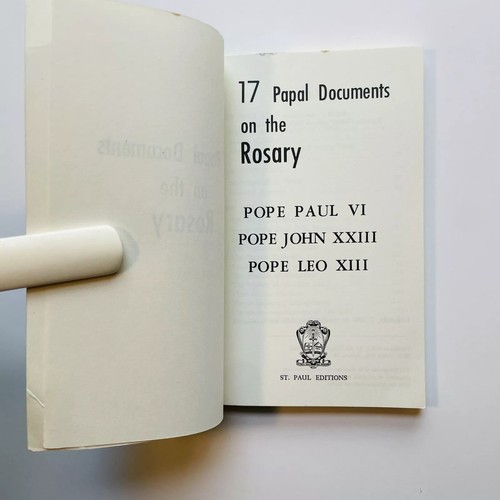 17 Papal Documents
on the
Rosary
POPE PAUL VI
POPE JOHN XXIII
POPE LEO XIII
ST. PAUL EDITIONS